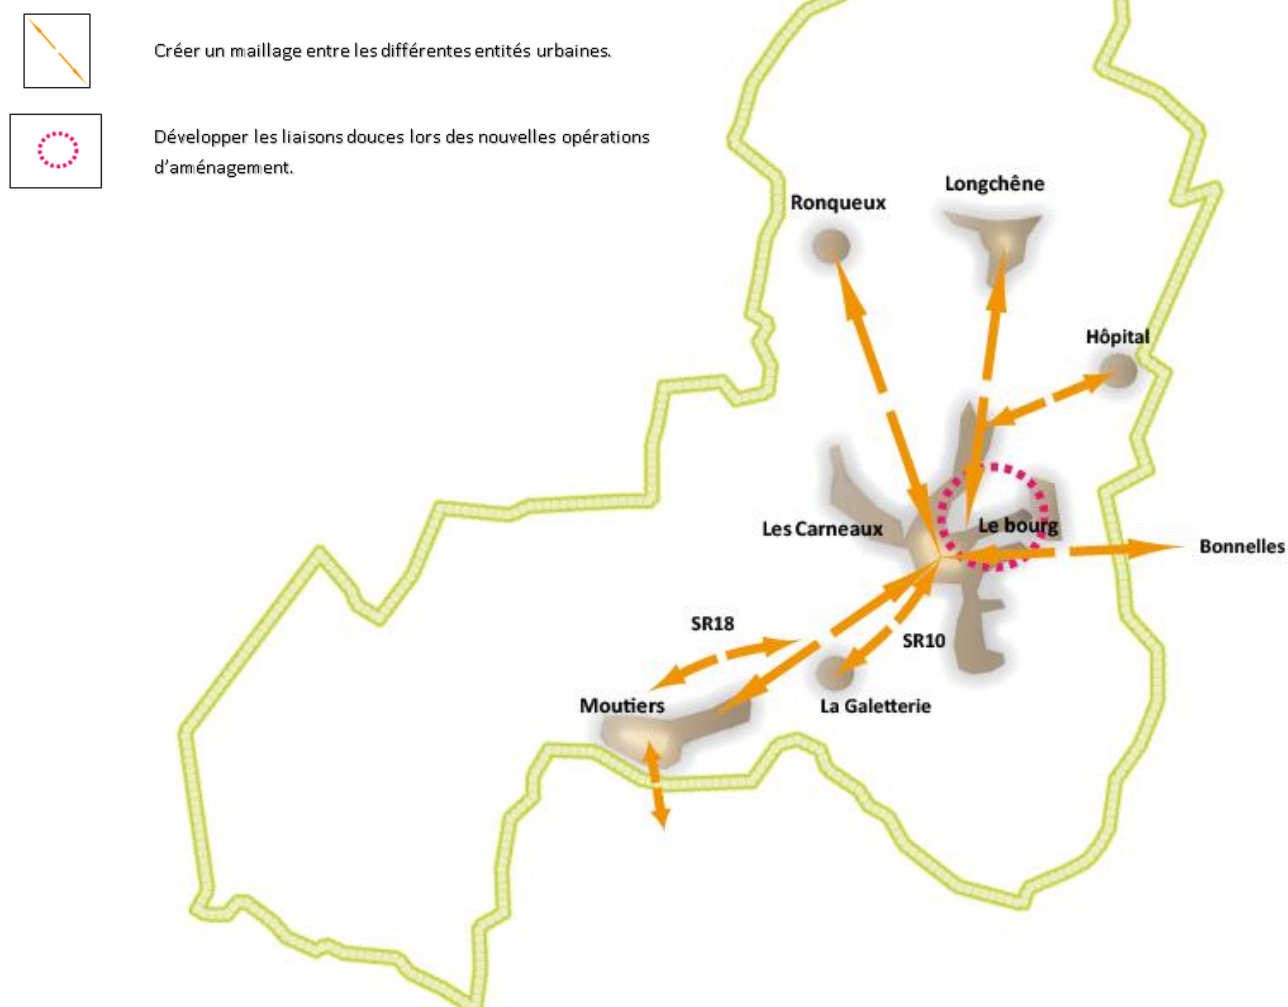 Créer un maillage entre les différentes entités urbaines.
Développer les liaisons douces lors des nouvelles opérations
d'aménagement.
Longchêne
Ronqueux
Hôpital
Les Carneaux
Le bourg
Bonnelles
SR18
SR10
Moutiers
La Galetterie